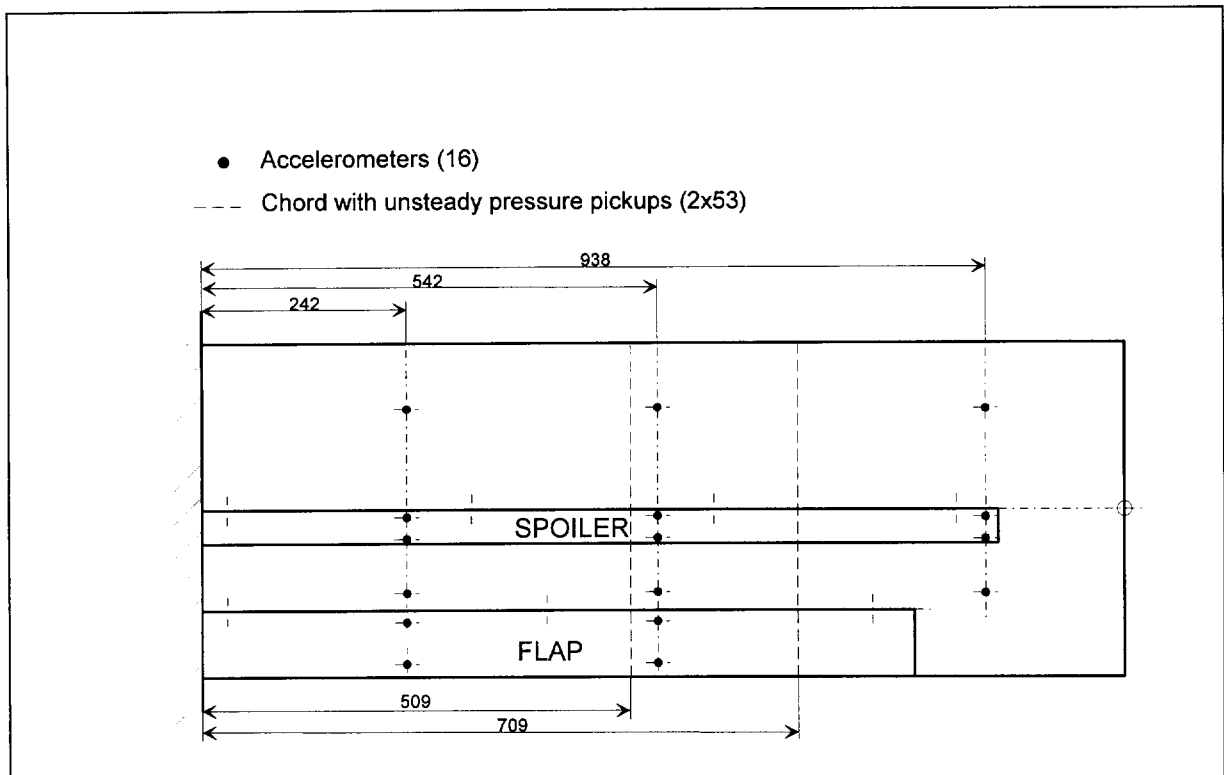 Accelerometers (16)
Chord with unsteady pressure pickups (2x53)
938
542
242
SPOILER
FLAP
509
709